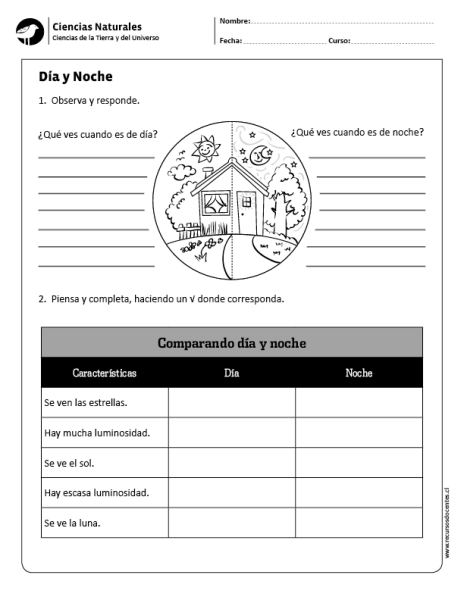 Ciencias Naturales
Ciencias de la Tierra y del Universo
Nombre:
Fecha: Curso:
Día y Noche
1. Observa y responde.
¿Qué ves cuando es de día? ¿Qué ves cuando es de noche?
2. Piensa y completa, haciendo un √ donde corresponda.
Comparando día y noche
Características Día Noche
Se ven las estrellas.
Hay mucha luminosidad.
Se ve el sol.
Hay escasa luminosidad.
Se ve la luna.
www.recursosdocentes.cl